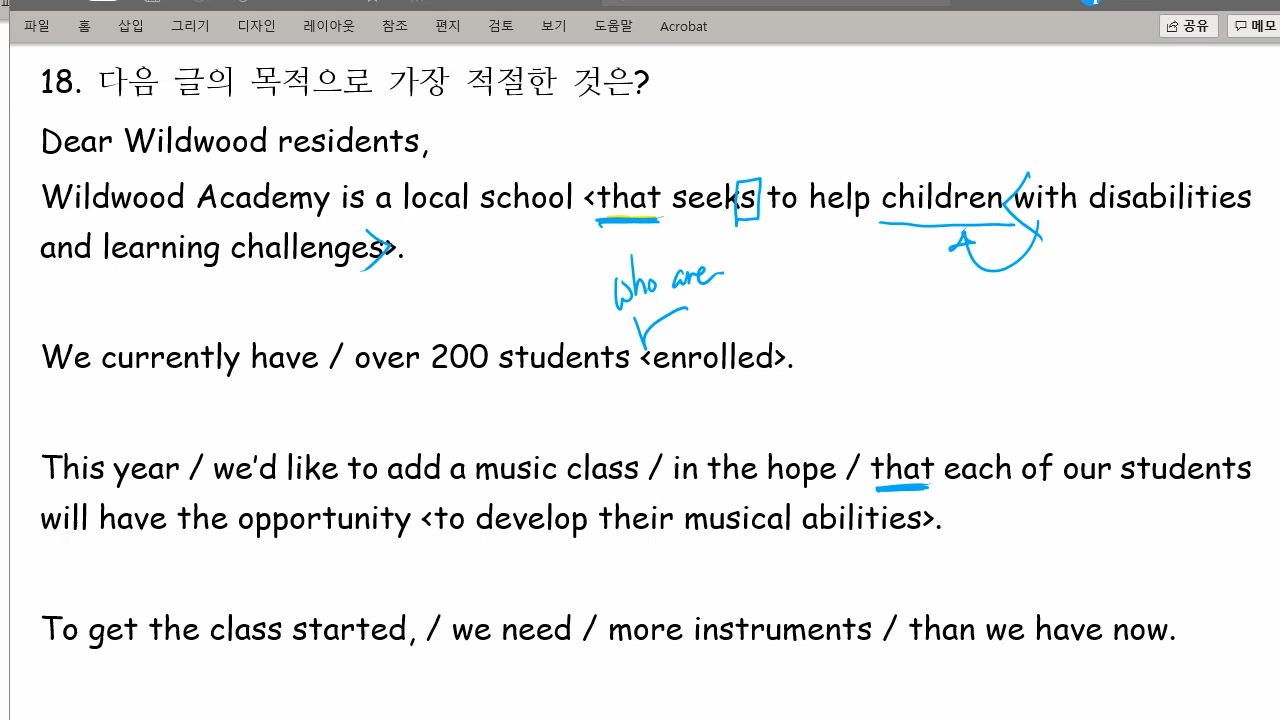 파일 홈 삽입 그리기 디자인 레이아웃 참조 편지 검토 보기 도움말 Acrobat 공유 메모
18. 다음 글의 목적으로 가장 적절한 것은?
Dear Wildwood residents,
Wildwood Academy is a local school <that seeks to help children with disabilities
and learning challenges>.
who are
We currently have / over 200 students <enrolled>.
This year / we'd like to add a music class / in the hope / that each of our students
will have the opportunity <to develop their musical abilities>.
To get the class started, / we need / more instruments / than we have now.